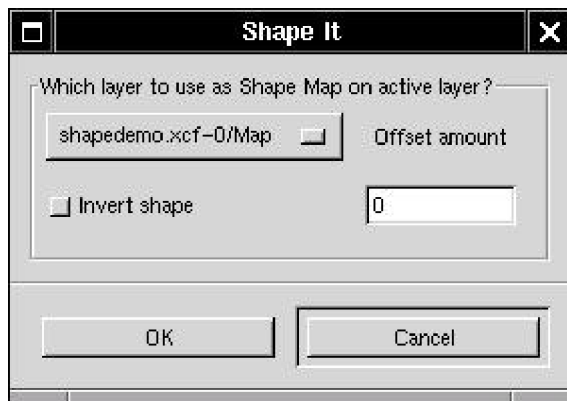 Shape It
Which layer to use as Shape Map on active layer?
shapedemo.xcf-0/Map
Offset amount
Invert shape
0
OK
Cancel